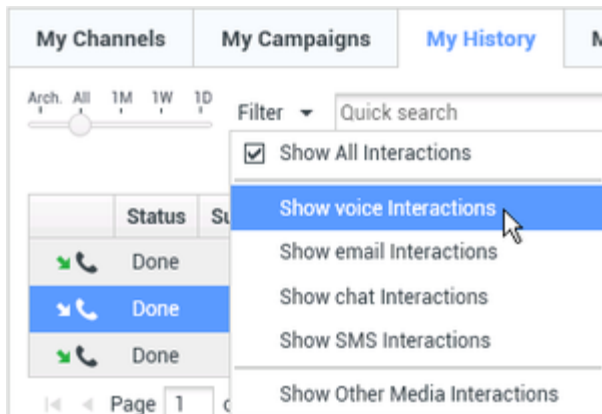 My Channels My Campaigns My History
Arch. All 1M 1W 1D
Filter Quick search
Show All Interactions
Show voice Interactions
Status
Show email Interactions
Done
Show chat Interactions
Done
Show SMS Interactions
Done
Show Other Media Interactions
Page 1